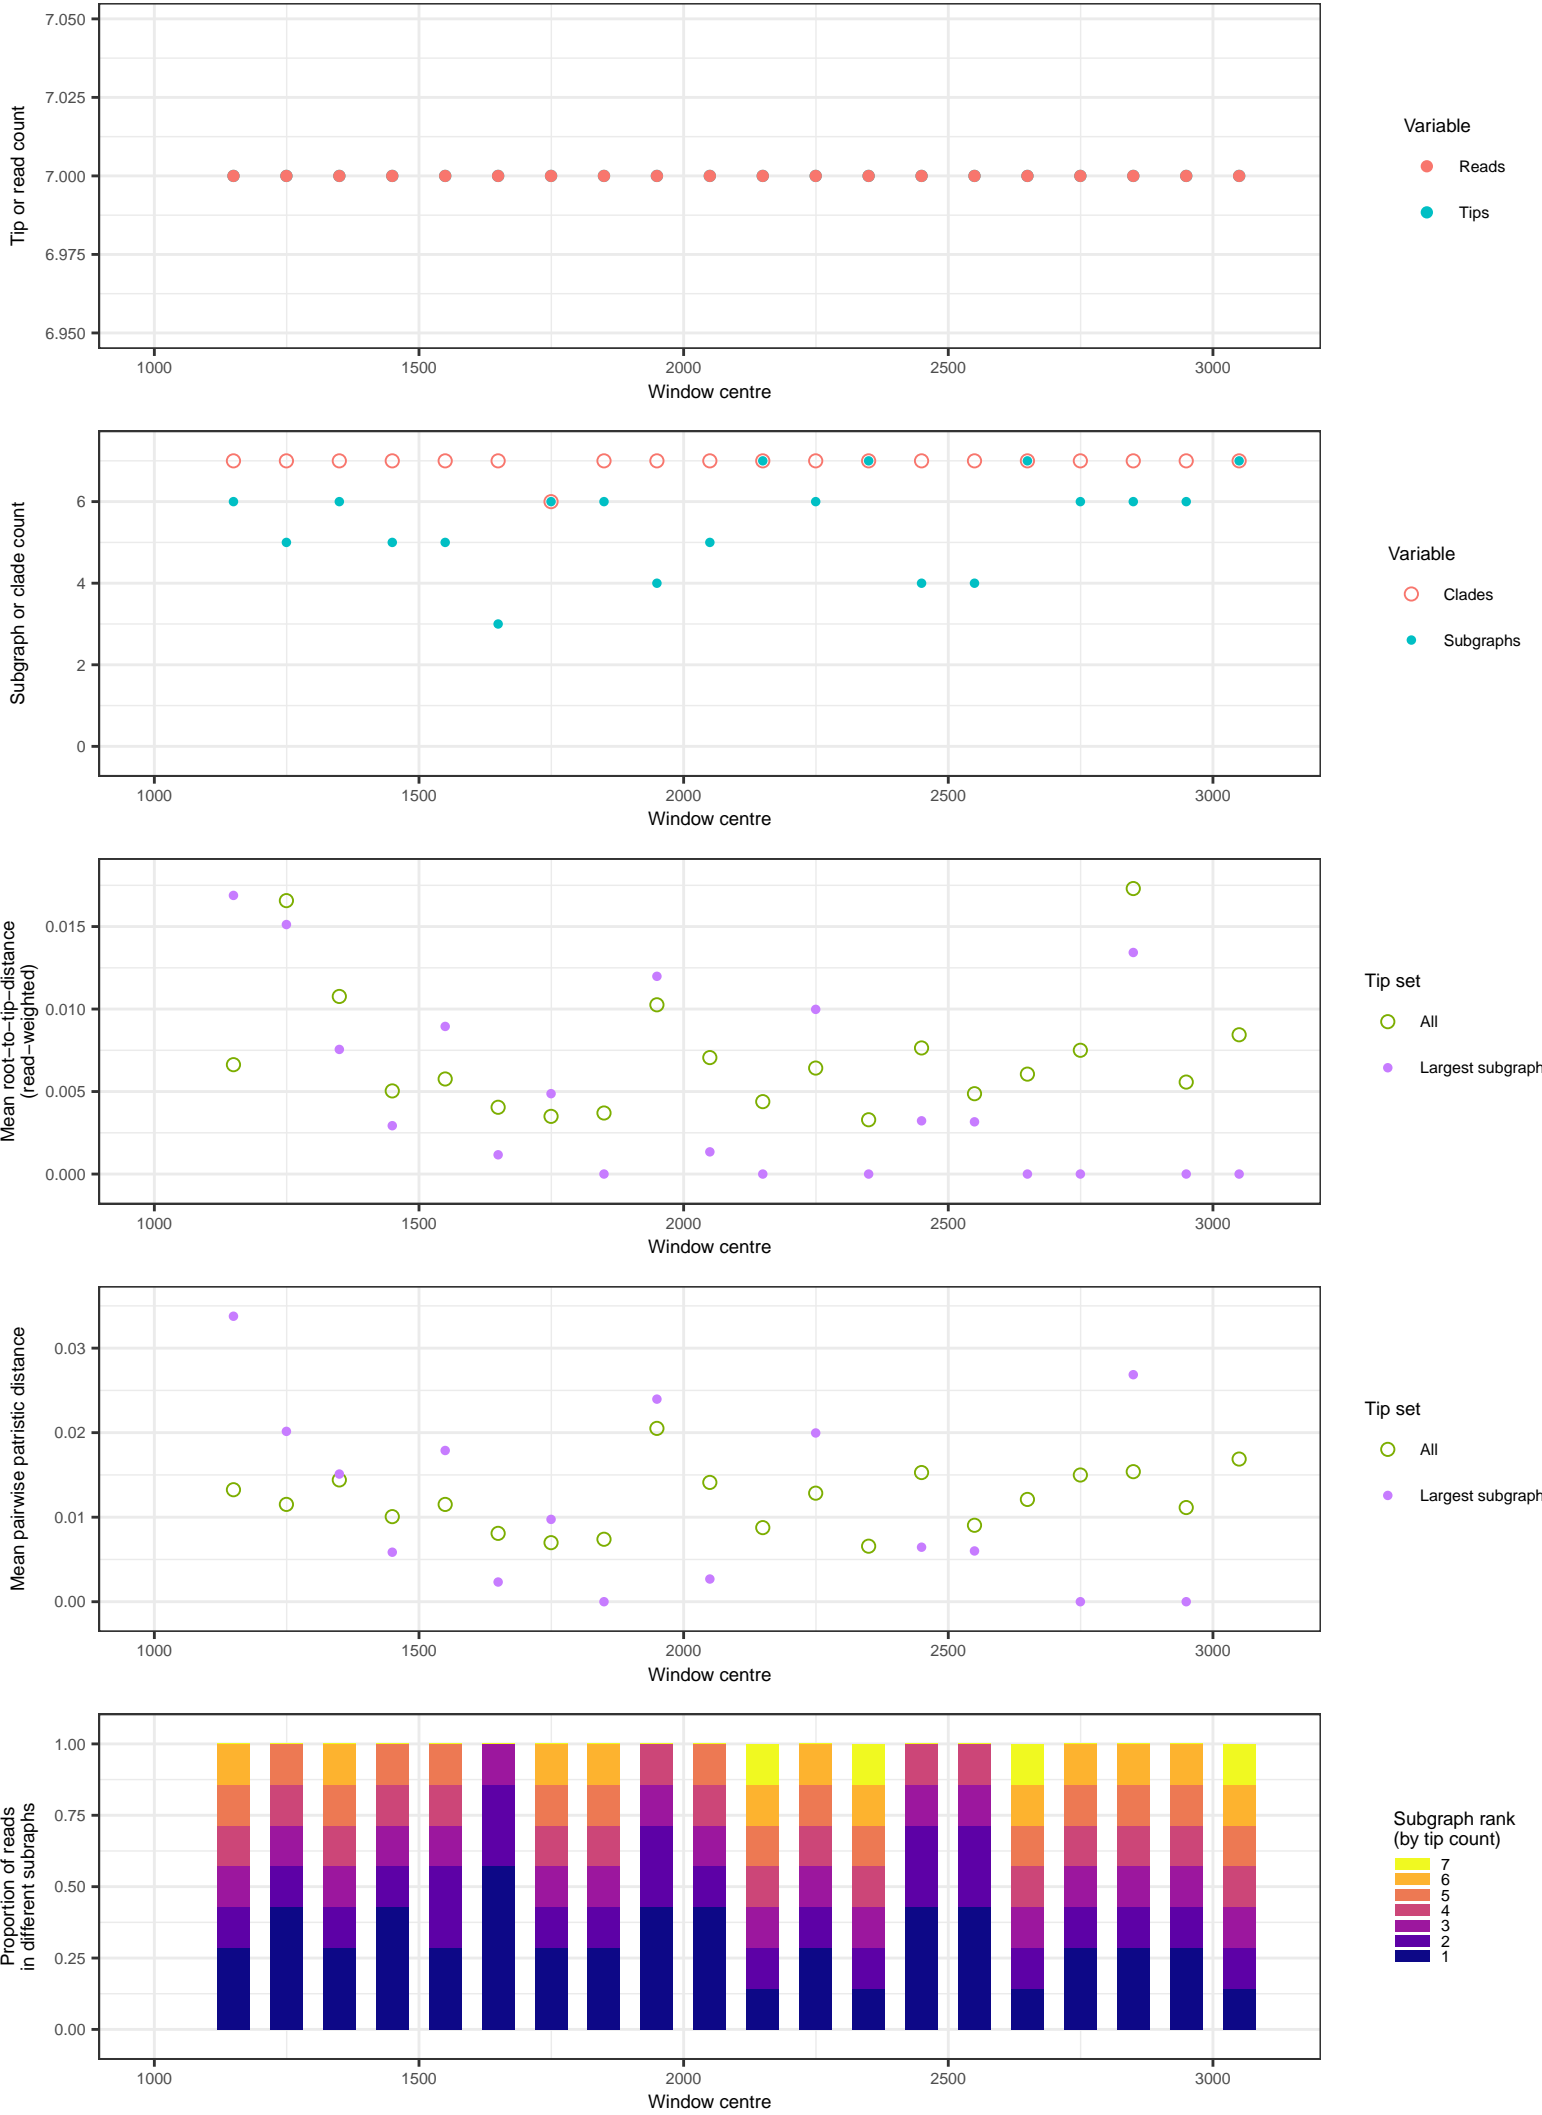 7.050
7.025
7.000
6.975
6.950
Tip or read count
1000 1500 2000 2500 3000
Window centre
Variable
Reads
Tips
6
4
2
0
Subgraph or clade count
1000 1500 2000 2500 3000
Window centre
Variable
Clades
Subgraphs
0.015
0.010
0.005
0.000
Mean root−to−tip−distance
(read−weighted)
1000 1500 2000 2500 3000
Window centre
Tip set
All
Largest subgraph
0.03
0.02
0.01
0.00
Mean pairwise patristic distance
1000 1500 2000 2500 3000
Window centre
Tip set
All
Largest subgraph
1.00
0.75
0.50
0.25
0.00
Proportion of reads
in different subraphs
1000 1500 2000 2500 3000
Window centre
Subgraph rank
(by tip count)
7
6
5
4
3
2
1